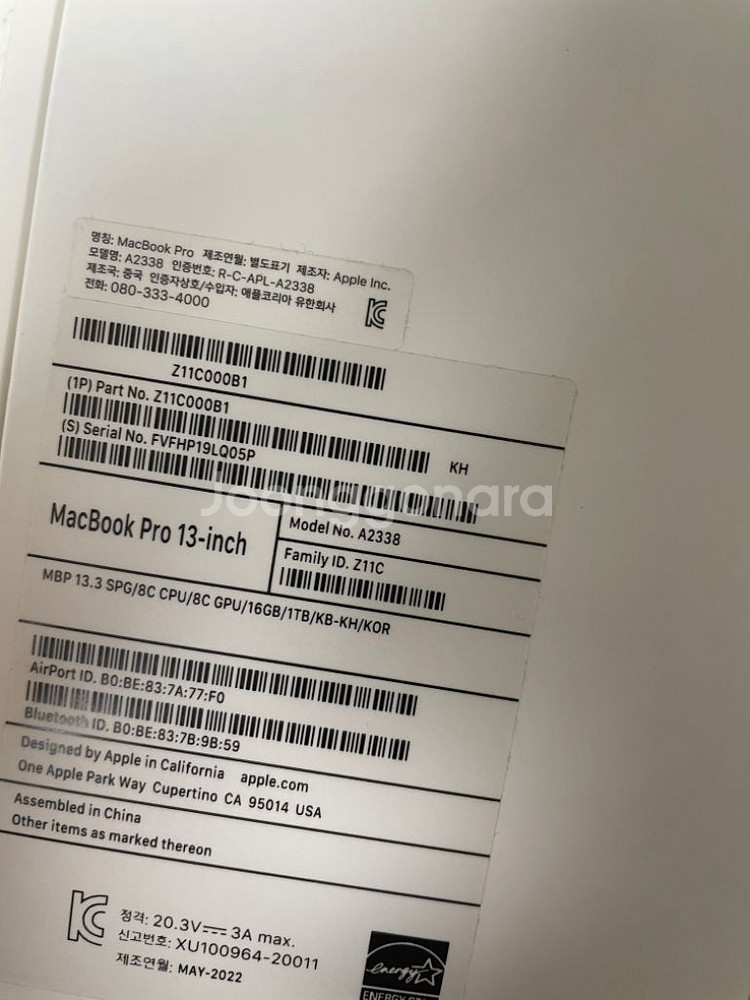 명칭: MacBook Pro 제조연월: 별도표기 제조자: Apple Inc.
모델명: A2338 인증번호: R-C-APL-A2338
제조국: 중국 인증자상호/수입자: 애플코리아 유한회사
전화: 080-333-4000
Z11C000B1
(1P) Part No. Z11C000B1
KH
(S) Serial No. FVFHP19LQ05P
Joonggonara
MacBook Pro 13-inch
Model No. A2338
Family ID. Z11C
MBP 13.3 SPG/8C CPU/8C GPU/16GB/1TB/KB-KH/KOR
AirPort ID. B0:BE:83:7A:77:F0
Bluetooth ID. B0:BE:83:7B:9B:59
Designed by Apple in California apple.com
One Apple Park Way Cupertino CA 95014 USA
Assembled in China
Other items as marked thereon
정격: 20.3V 3A max.
신고번호: XU100964-20011
제조연월: MAY-2022
energy
ENERGY STAR